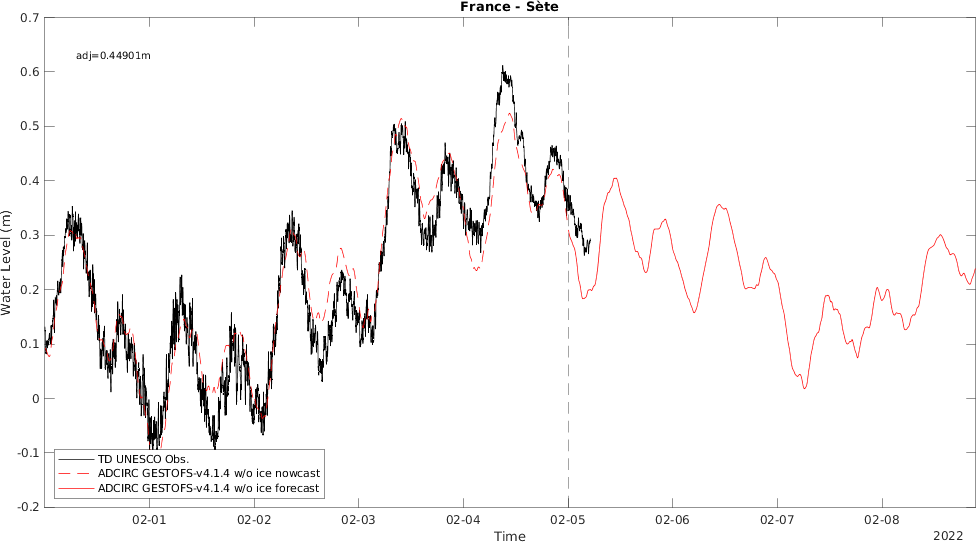 France - Sète
adj=0.44901m
Water Level (m)
0.7
0.6
0.5
0.4
0.3
0.2
0.1
0
-0.1
-0.2
TD UNESCO Obs.
ADCIRC GESTOFS-v4.1.4 w/o ice nowcast
ADCIRC GESTOFS-v4.1.4 w/o ice forecast
02-01 02-02 02-03 02-04 02-05 02-06 02-07 02-08
Time
2022